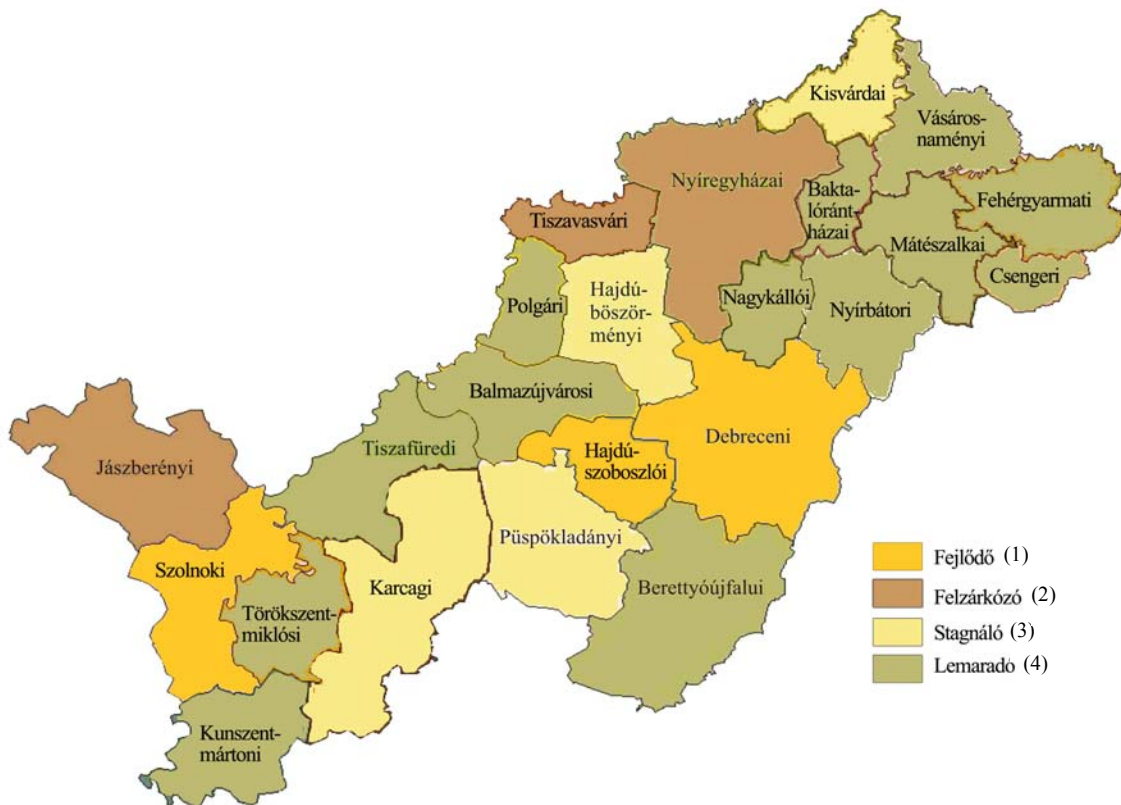 Kisvárdai
Vásáros-
naményi
Nyíregyházai
Bakta-
lóránt-
házai
Fehérgyarmati
Tiszavasvári
Mátészalkai
Csengeri
Polgári
Hajdú-
böször-
ményi
Nagykállói
Nyírbátori
Balmazújvárosi
Debreceni
Tiszafüredi
Hajdú-
szoboszlói
Jászberényi
Püspökladányi
Szolnoki
Karcagi
Berettyóújfalui
Törökszent-
miklósi
Kunszent-
mártoni
Fejlődő (1)
Felzárkózó (2)
Stagnáló (3)
Lemaradó (4)